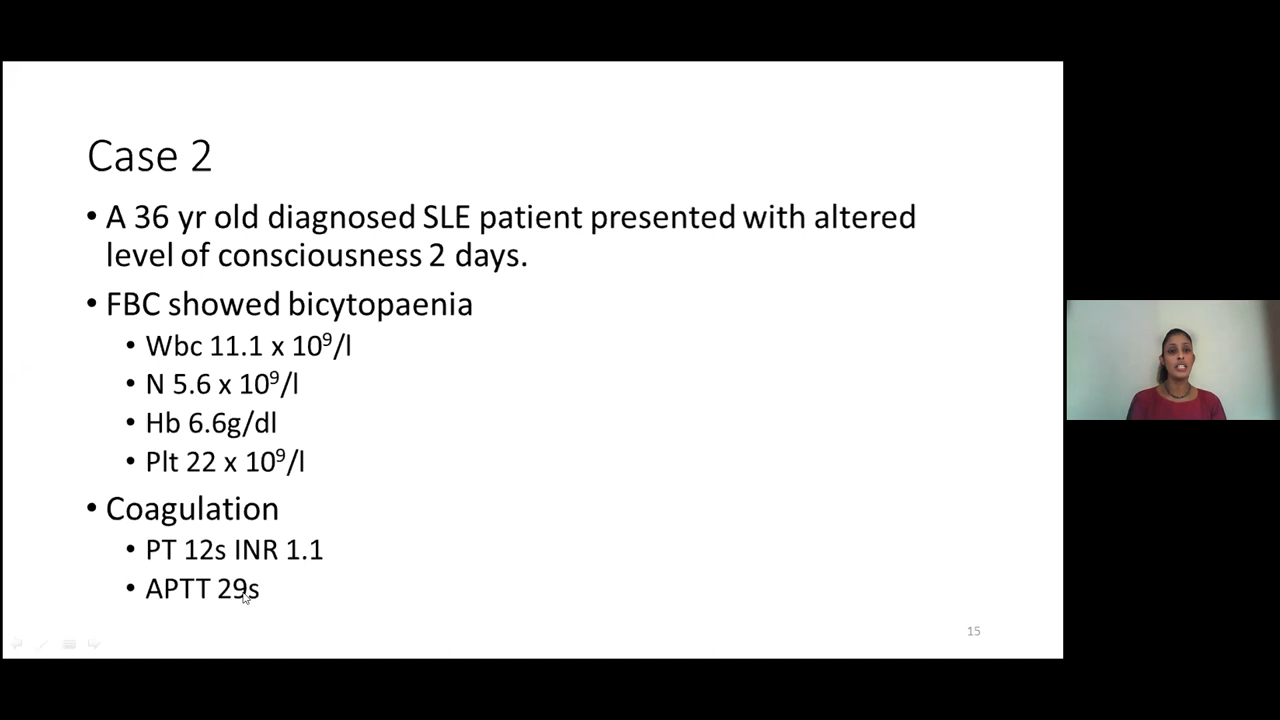 Case 2
• A 36 yr old diagnosed SLE patient presented with altered
level of consciousness 2 days.
• FBC showed bicytopaenia
• Wbc 11.1 x 10⁹/l
• N 5.6 x 10⁹/l
• Hb 6.6g/dl
• Plt 22 x 10⁹/l
• Coagulation
• PT 12s INR 1.1
• APTT 29s
15